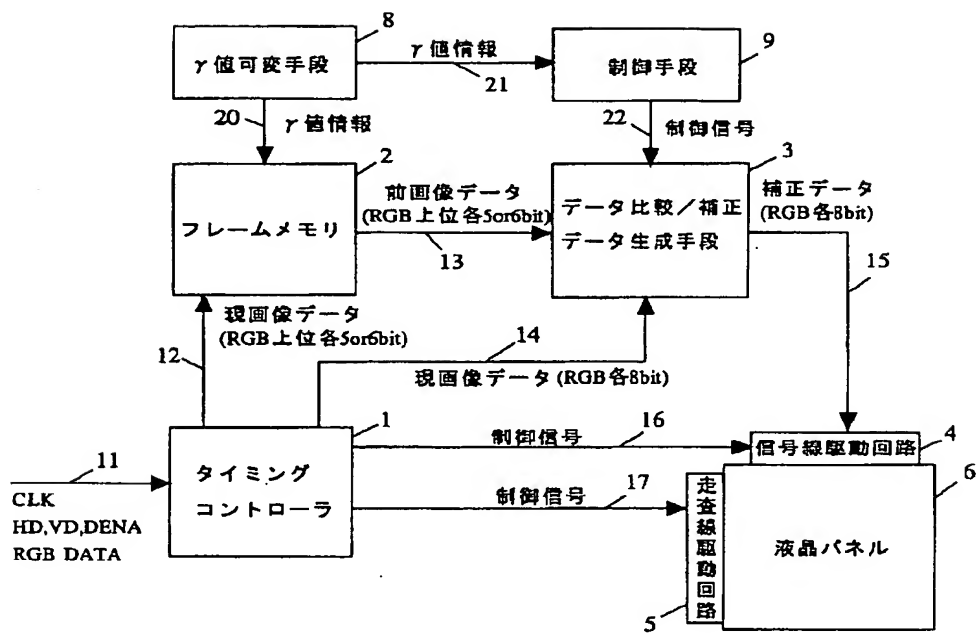 8
γ値可変手段
γ値情報
21
9
制御手段
20
γ値情報
22
制御信号
2
フレームメモリ
前画像データ
(RGB上位各5or6bit)
13
3
データ比較/補正
データ生成手段
補正データ
(RGB各8bit)
15
現画像データ
(RGB上位各5or6bit)
12
14
現画像データ(RGB各8bit)
1
タイミング
コントローラ
11
CLK
HD,VD,DENA
RGB DATA
制御信号
16
制御信号
17
信号線駆動回路
4
走査線駆動回路
5
液晶パネル
6